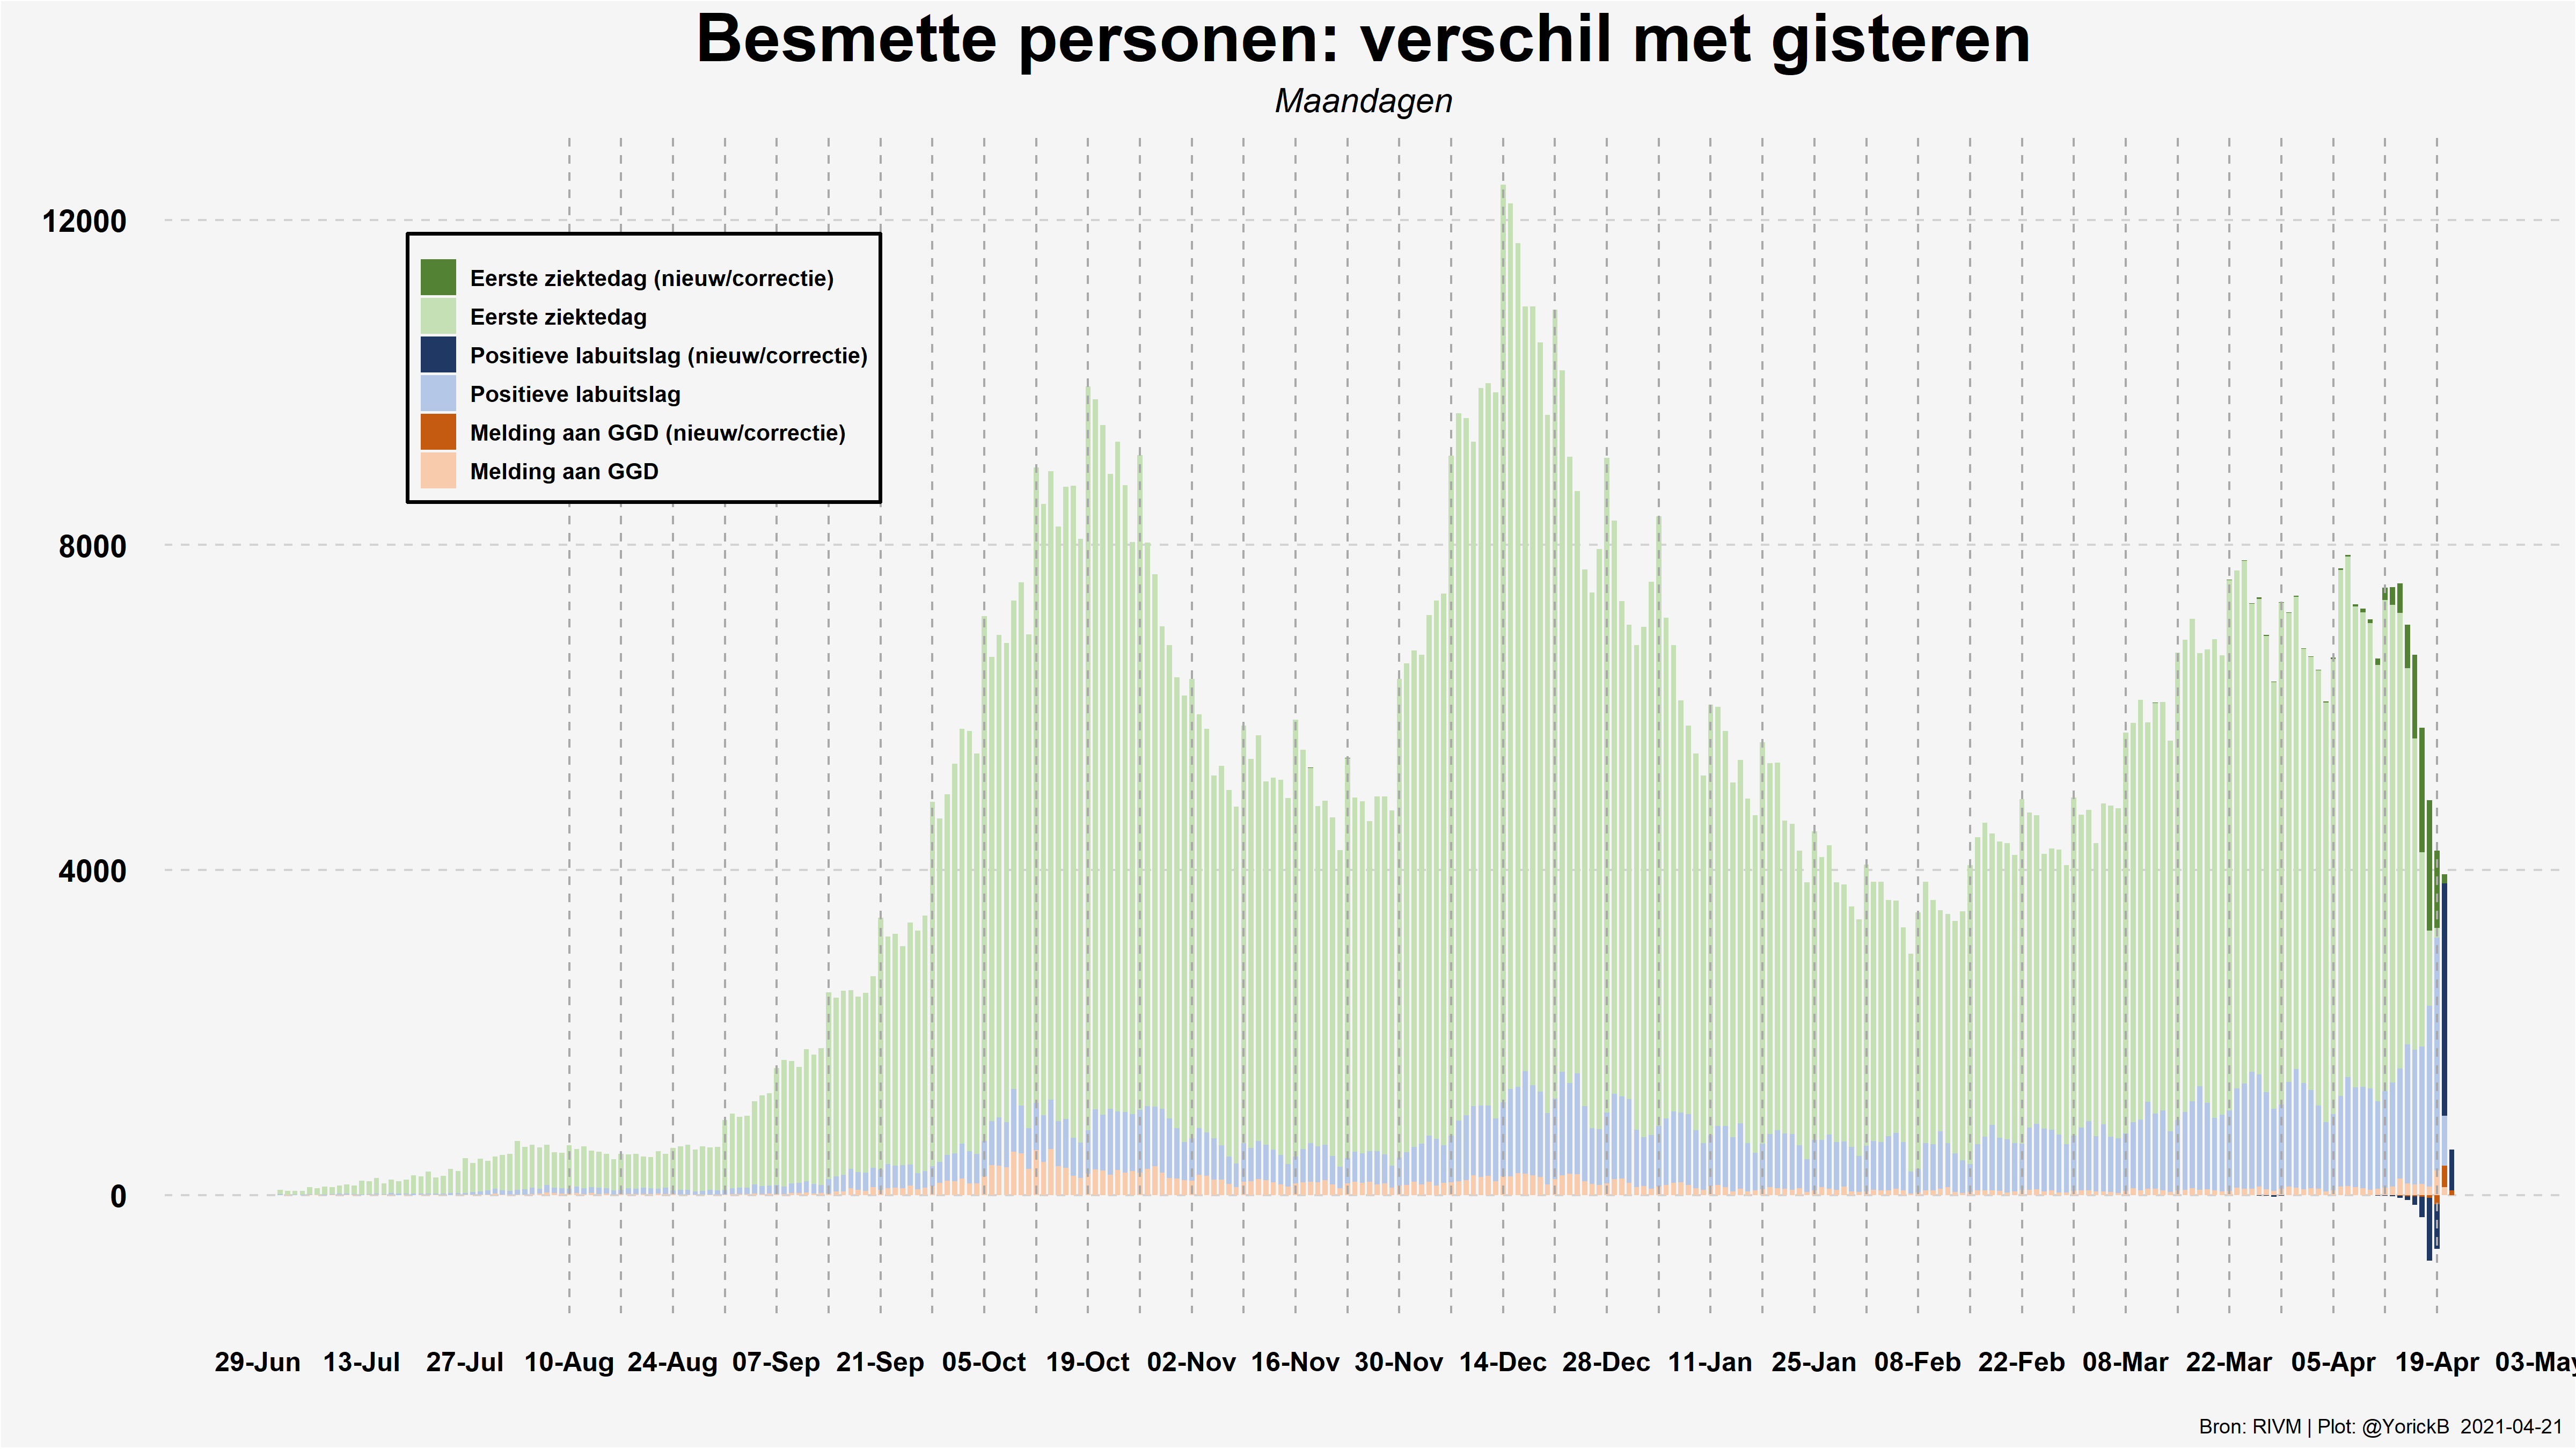 Besmette personen: verschil met gisteren
Maandagen
12000
8000
4000
0
Eerste ziektedag (nieuw/correctie)
Eerste ziektedag
Positieve labuitslag (nieuw/correctie)
Positieve labuitslag
Melding aan GGD (nieuw/correctie)
Melding aan GGD
29-Jun 13-Jul 27-Jul 10-Aug 24-Aug 07-Sep 21-Sep 05-Oct 19-Oct 02-Nov 16-Nov 30-Nov 14-Dec 28-Dec 11-Jan 25-Jan 08-Feb 22-Feb 08-Mar 22-Mar 05-Apr 19-Apr 03-May
Bron: RIVM | Plot: @YorickB 2021-04-21